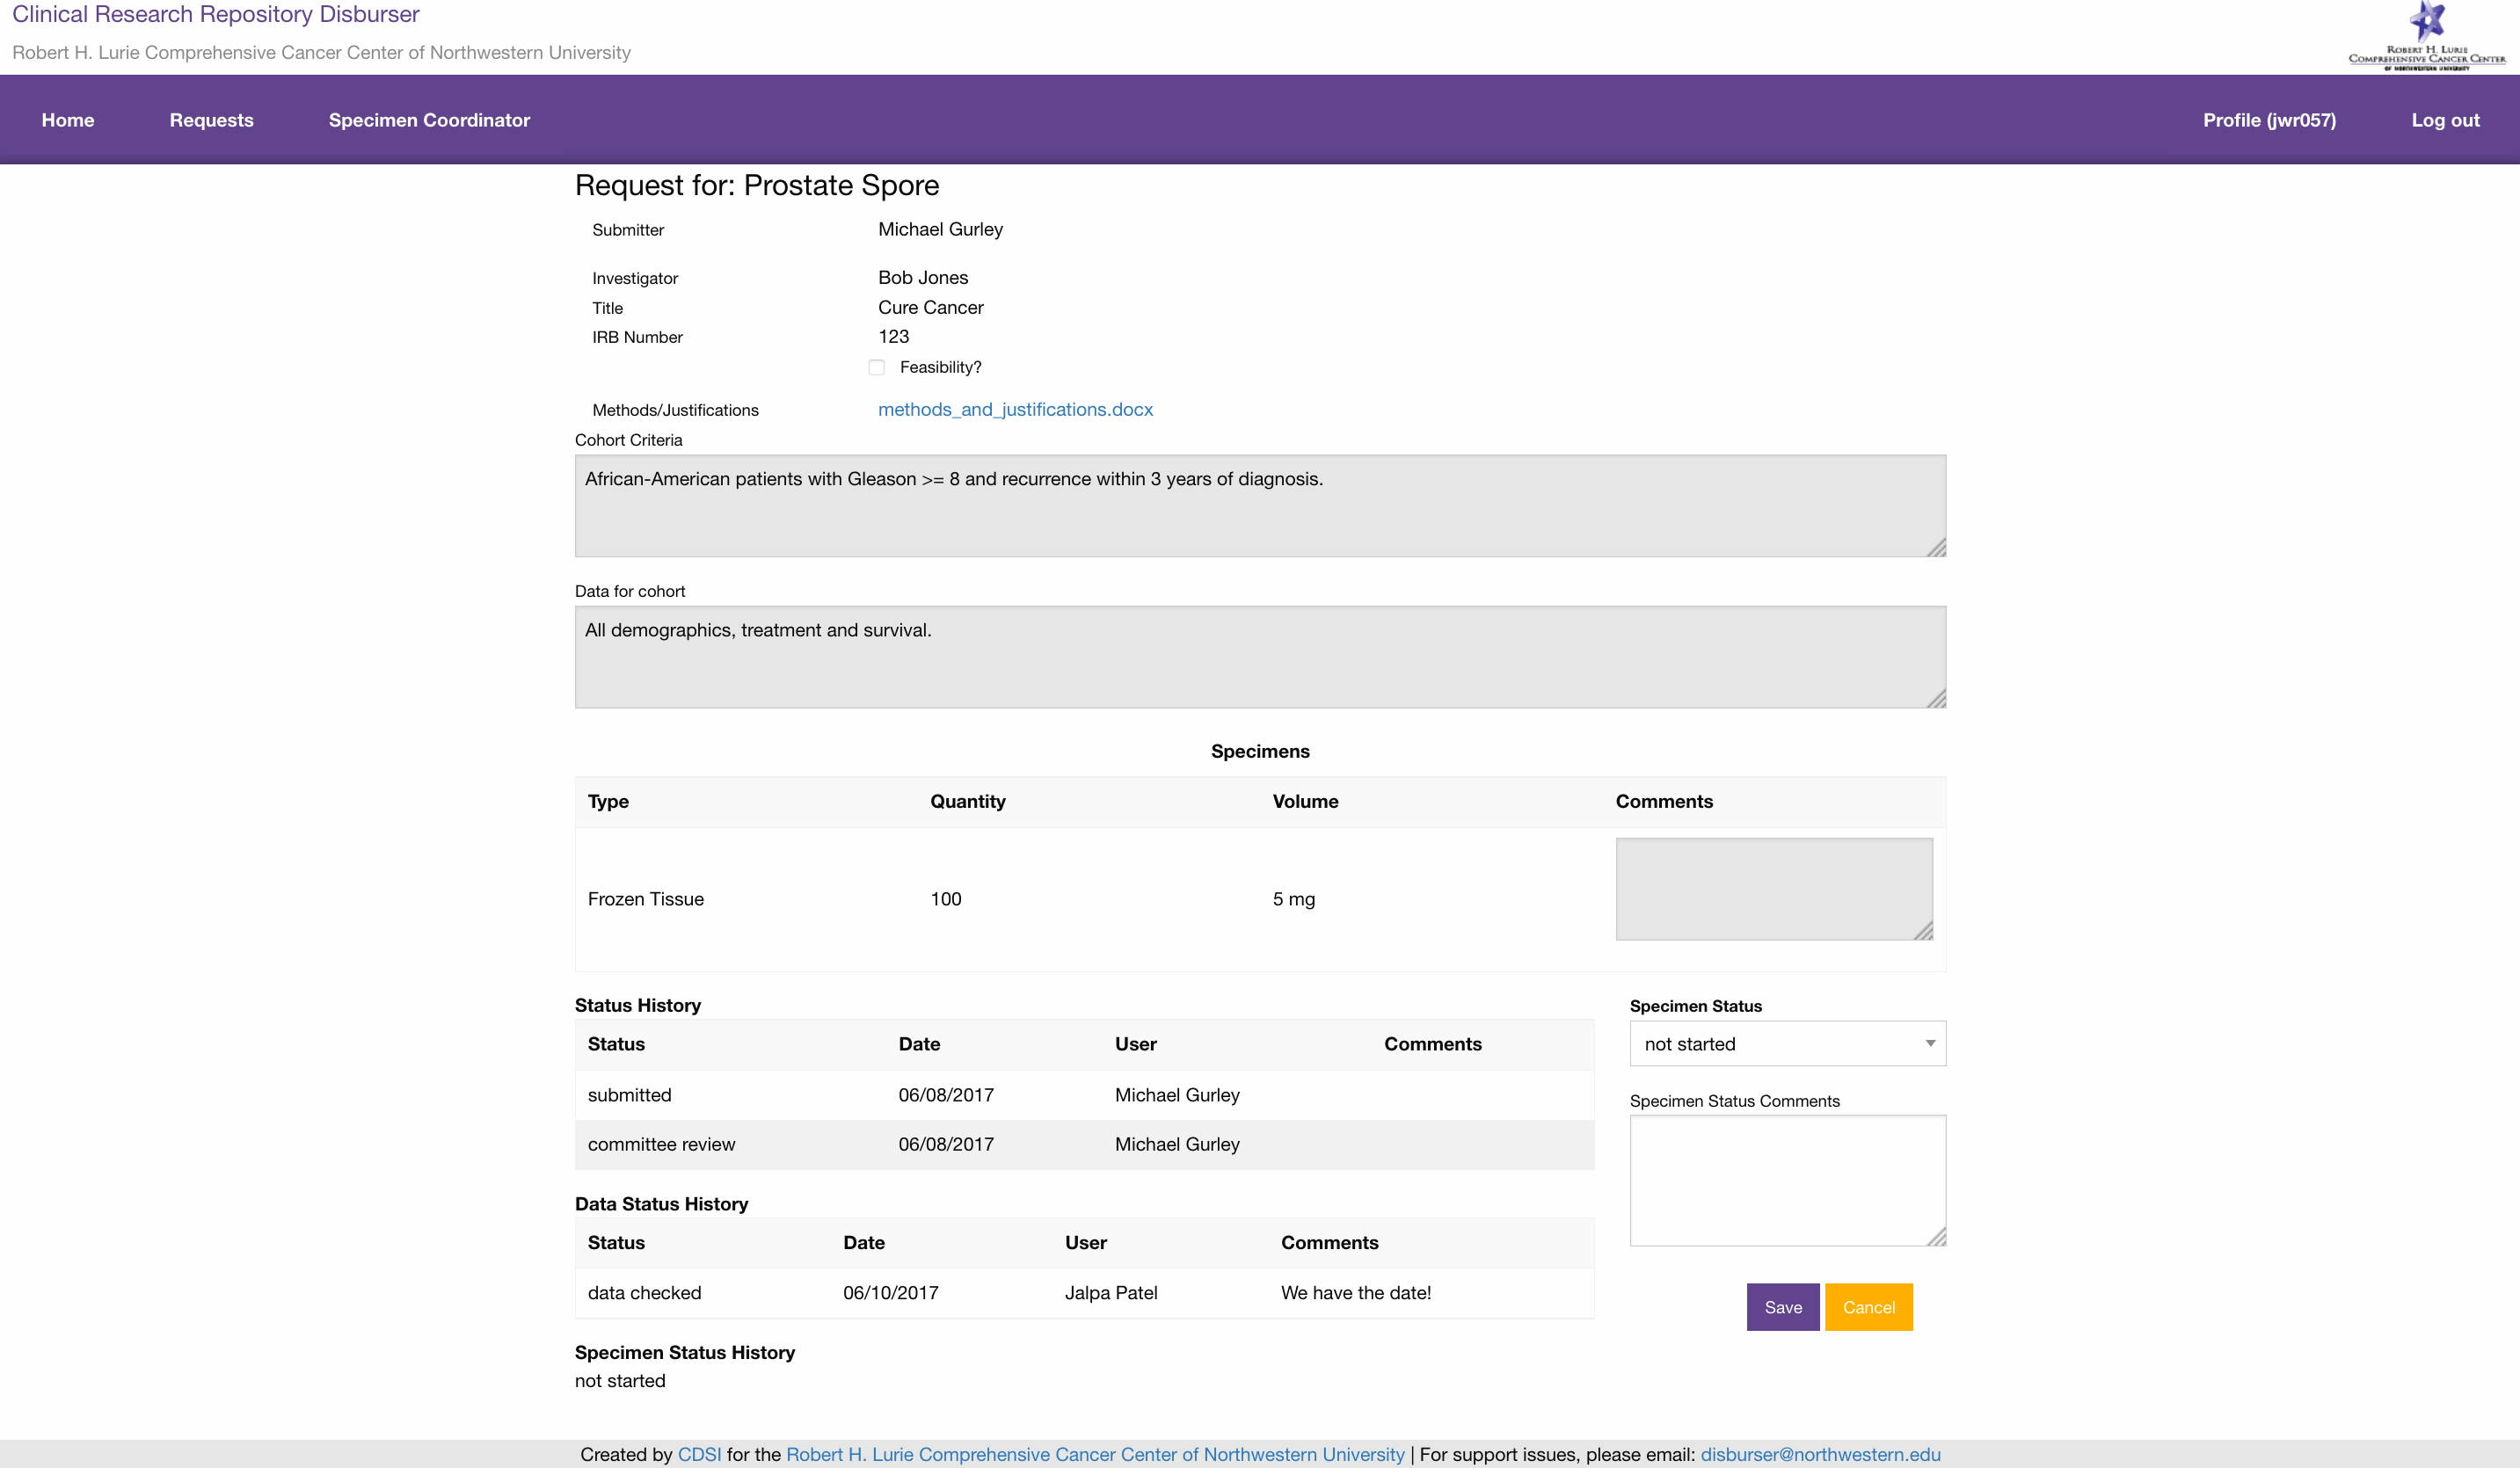 Clinical Research Repository Disburser
Robert H. Lurie Comprehensive Cancer Center of Northwestern University
ROBERT H. LURIE
COMPREHENSIVE CANCER CENTER
OF NORTHWESTERN UNIVERSITY
Home Requests Specimen Coordinator Profile (jwr057) Log out
Request for: Prostate Spore
Submitter Michael Gurley
Investigator Bob Jones
Title Cure Cancer
IRB Number 123
Feasibility?
Methods/Justifications methods_and_justifications.docx
Cohort Criteria
African-American patients with Gleason >= 8 and recurrence within 3 years of diagnosis.
Data for cohort
All demographics, treatment and survival.
Specimens
Type Quantity Volume Comments
Frozen Tissue 100 5 mg
Status History
Status Date User Comments
submitted 06/08/2017 Michael Gurley
committee review 06/08/2017 Michael Gurley
Data Status History
Status Date User Comments
data checked 06/10/2017 Jalpa Patel We have the date!
Specimen Status History
not started
Specimen Status
not started
Specimen Status Comments
Save Cancel
Created by CDSI for the Robert H. Lurie Comprehensive Cancer Center of Northwestern University | For support issues, please email: disburser@northwestern.edu